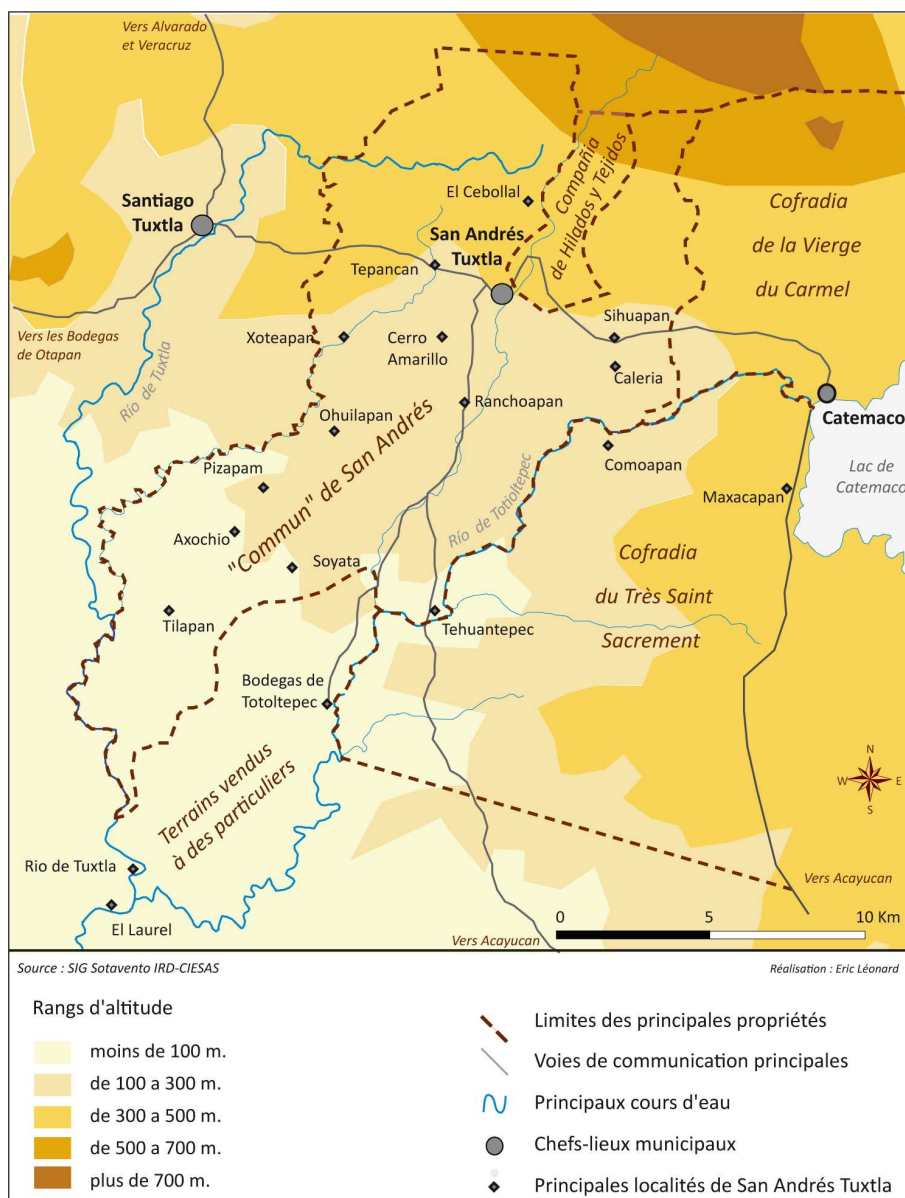 Vers Alvarado
et Veracruz
Santiago
Tuxtla
El Cebollal
Compañia
de Hilados y Tejidos
Cofradia
de la Vierge
du Carmel
San Andrés
Tuxtla
Tepancan
Vers les Bodegas
de Otapan
Río de Tuxtla
Xoteapan
Cerro
Amarillo
Sihuapan
Caleria
Ranchoapan
Catemaco
Ohuilapan
Comoapan
Lac de
Catemaco
Pizapam
Maxacapan
"Commun" de San Andrés
Río de Totioltepec
Axochio
Soyata
Cofradia
du Très Saint
Sacrement
Tilapan
Tehuantepec
Bodegas de
Totoltepec
N
W E
S
Terrains vendus
à des particuliers
Rio de Tuxtla
El Laurel
Vers Acayucan
Vers Acayucan
0 5 10 Km
Source : SIG Sotavento IRD-CIESAS
Réalisation : Eric Léonard
Rangs d'altitude
moins de 100 m.
de 100 a 300 m.
de 300 a 500 m.
de 500 a 700 m.
plus de 700 m.
Limites des principales propriétés
Voies de communication principales
Principaux cours d'eau
Chefs-lieux municipaux
Principales localités de San Andrés Tuxtla